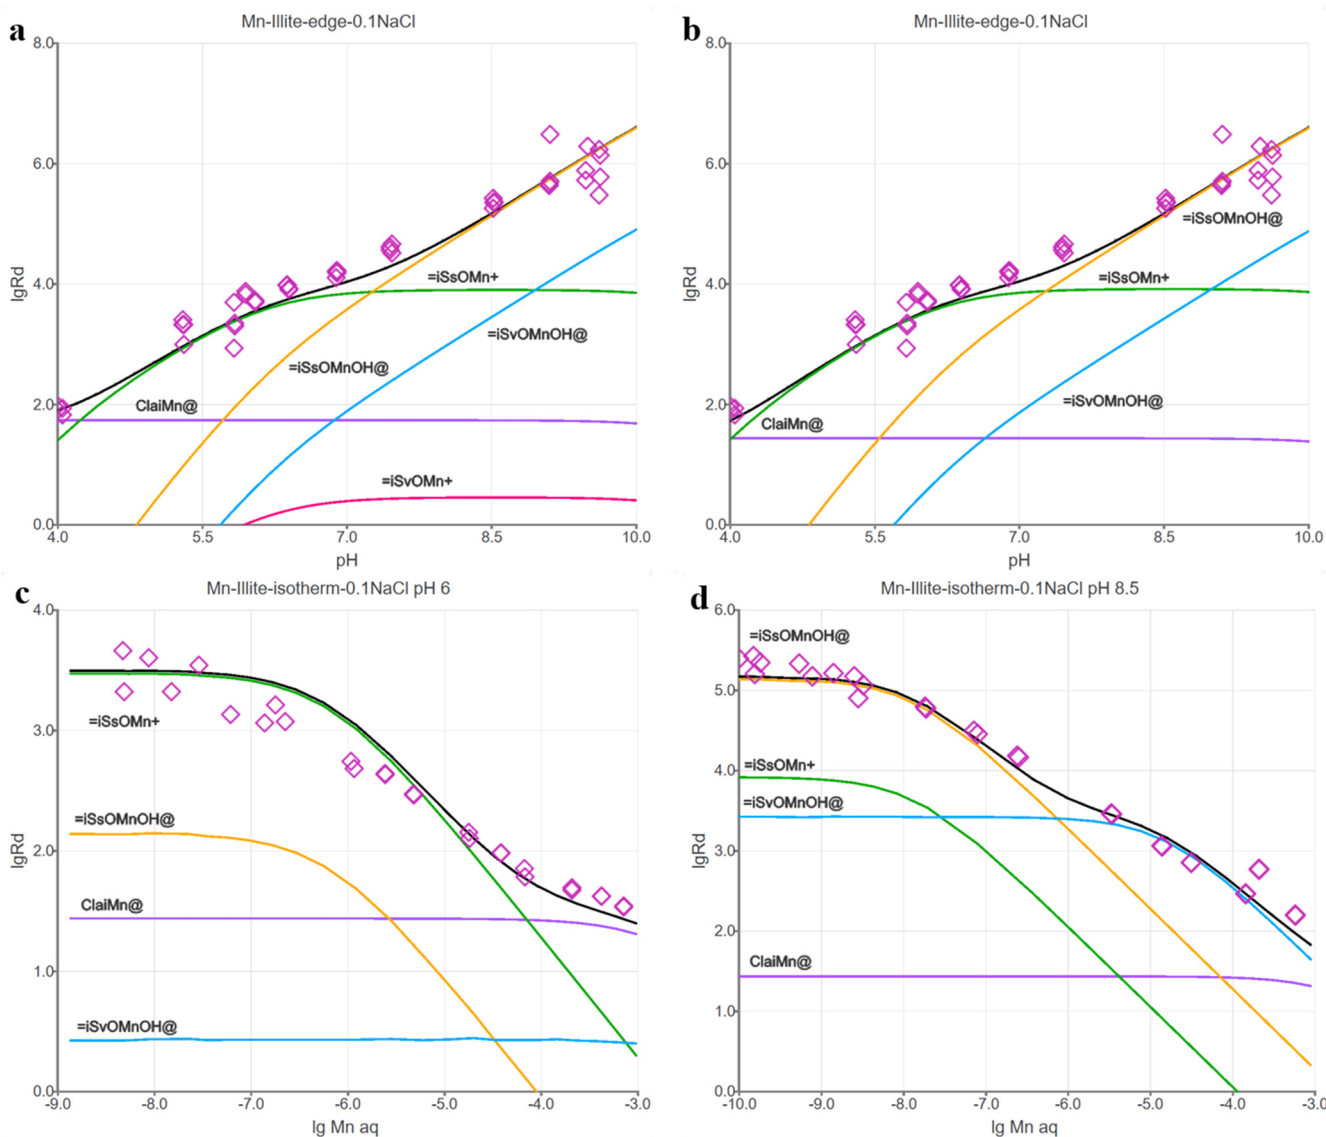 a
Mn-Illite-edge-0.1NaCl
8.0
6.0
4.0
2.0
0.0
lgRd
=iSsOMn+
=iSvOMnOH@
=iSsOMnOH@
ClaiMn@
=iSvOMn+
4.0 5.5 7.0 8.5 10.0
pH
b
Mn-Illite-edge-0.1NaCl
8.0
6.0
4.0
2.0
0.0
lgRd
=iSsOMnOH@
=iSsOMn+
=iSvOMnOH@
ClaiMn@
4.0 5.5 7.0 8.5 10.0
pH
c
Mn-Illite-isotherm-0.1NaCl pH 6
4.0
3.0
2.0
1.0
0.0
lgRd
=iSsOMn+
=iSsOMnOH@
ClaiMn@
=iSvOMnOH@
-9.0 -8.0 -7.0 -6.0 -5.0 -4.0 -3.0
lg Mn aq
d
Mn-Illite-isotherm-0.1NaCl pH 8.5
6.0
5.0
4.0
3.0
2.0
1.0
0.0
lgRd
=iSsOMnOH@
=iSsOMn+
=iSvOMnOH@
ClaiMn@
-10.0 -9.0 -8.0 -7.0 -6.0 -5.0 -4.0 -3.0
lg Mn aq